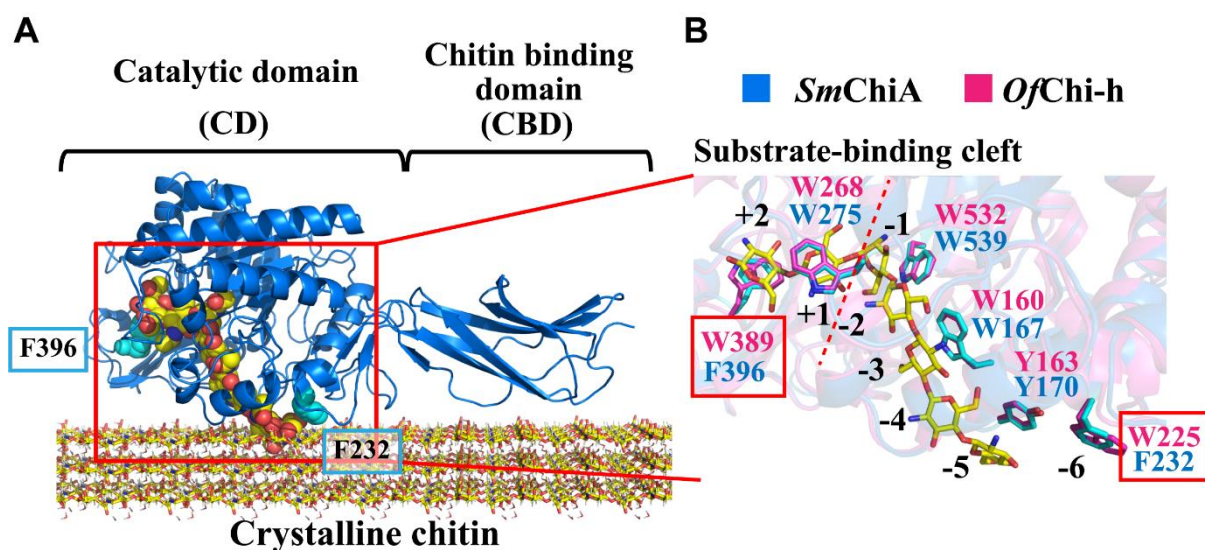 A
Catalytic domain
(CD)
Chitin binding
domain
(CBD)
F396
F232
Crystalline chitin
B
SmChiA
OfChi-h
Substrate-binding cleft
W268
W275
+2
-1
W532
W539
+1
-2
W160
W167
W389
F396
-3
Y163
Y170
-4
-5
-6
W225
F232